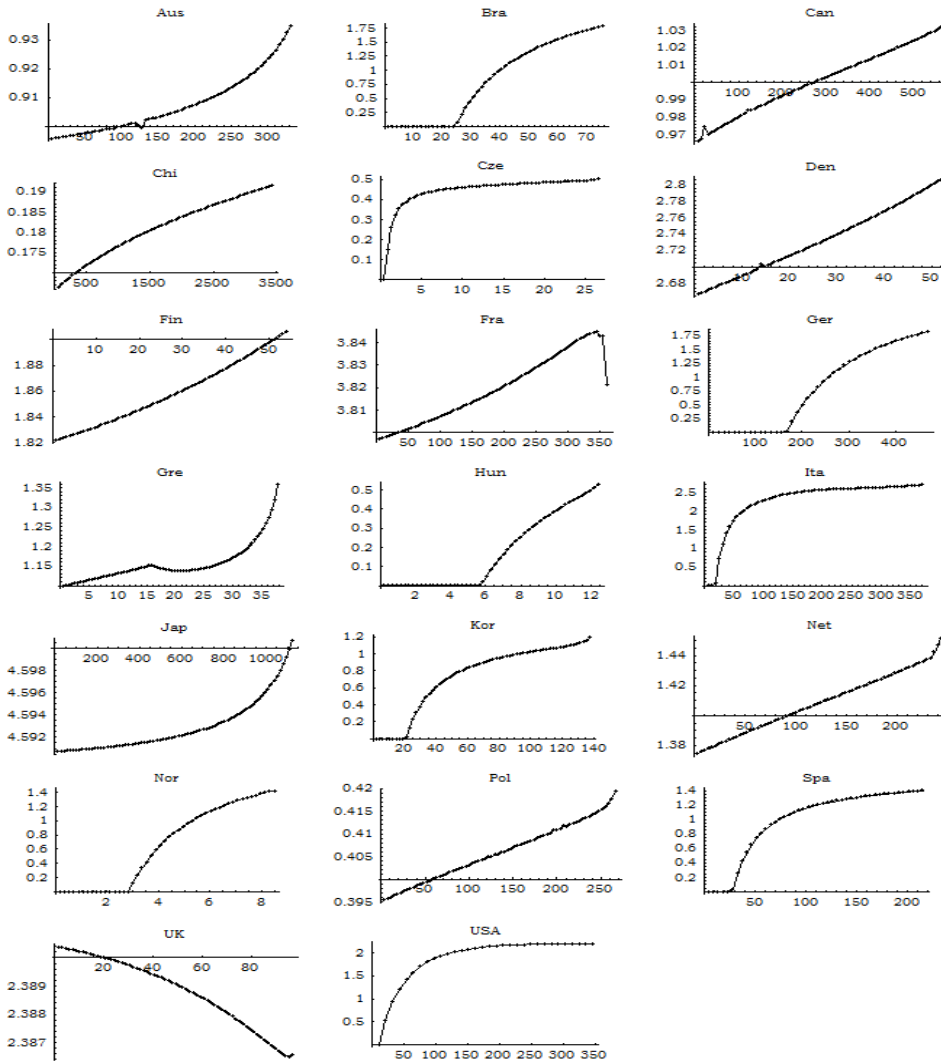 Aus
0.93
0.92
0.91
50 100 150 200 250 300
Bra
1.75
1.5
1.25
1
0.75
0.5
0.25
10 20 30 40 50 60 70
Can
1.03
1.02
1.01
100 200 300 400 500
0.99
0.98
0.97
Chi
0.19
0.185
0.18
0.175
500 1500 2500 3500
Cze
0.5
0.4
0.3
0.2
0.1
5 10 15 20 25
Den
2.8
2.78
2.76
2.74
2.72
10 20 30 40 50
2.68
Fin
10 20 30 40 50
1.88
1.86
1.84
1.82
Fra
3.84
3.83
3.82
3.81
50 100 150 200 250 300 350
Ger
1.75
1.5
1.25
1
0.75
0.5
0.25
100 200 300 400
Gre
1.35
1.3
1.25
1.2
1.15
5 10 15 20 25 30 35
Hun
0.5
0.4
0.3
0.2
0.1
2 4 6 8 10 12
Ita
2.5
2
1.5
1
0.5
50 100 150 200 250 300 350
Jap
200 400 600 800 1000
4.598
4.596
4.594
4.592
Kor
1.2
1
0.8
0.6
0.4
0.2
20 40 60 80 100 120 140
Net
1.44
1.42
50 100 150 200
1.38
Nor
1.4
1.2
1
0.8
0.6
0.4
0.2
2 4 6 8
Pol
0.42
0.415
0.41
0.405
50 100 150 200 250
0.395
Spa
1.4
1.2
1
0.8
0.6
0.4
0.2
50 100 150 200
UK
20 40 60 80
2.389
2.388
2.387
USA
2
1.5
1
0.5
50 100 150 200 250 300 350